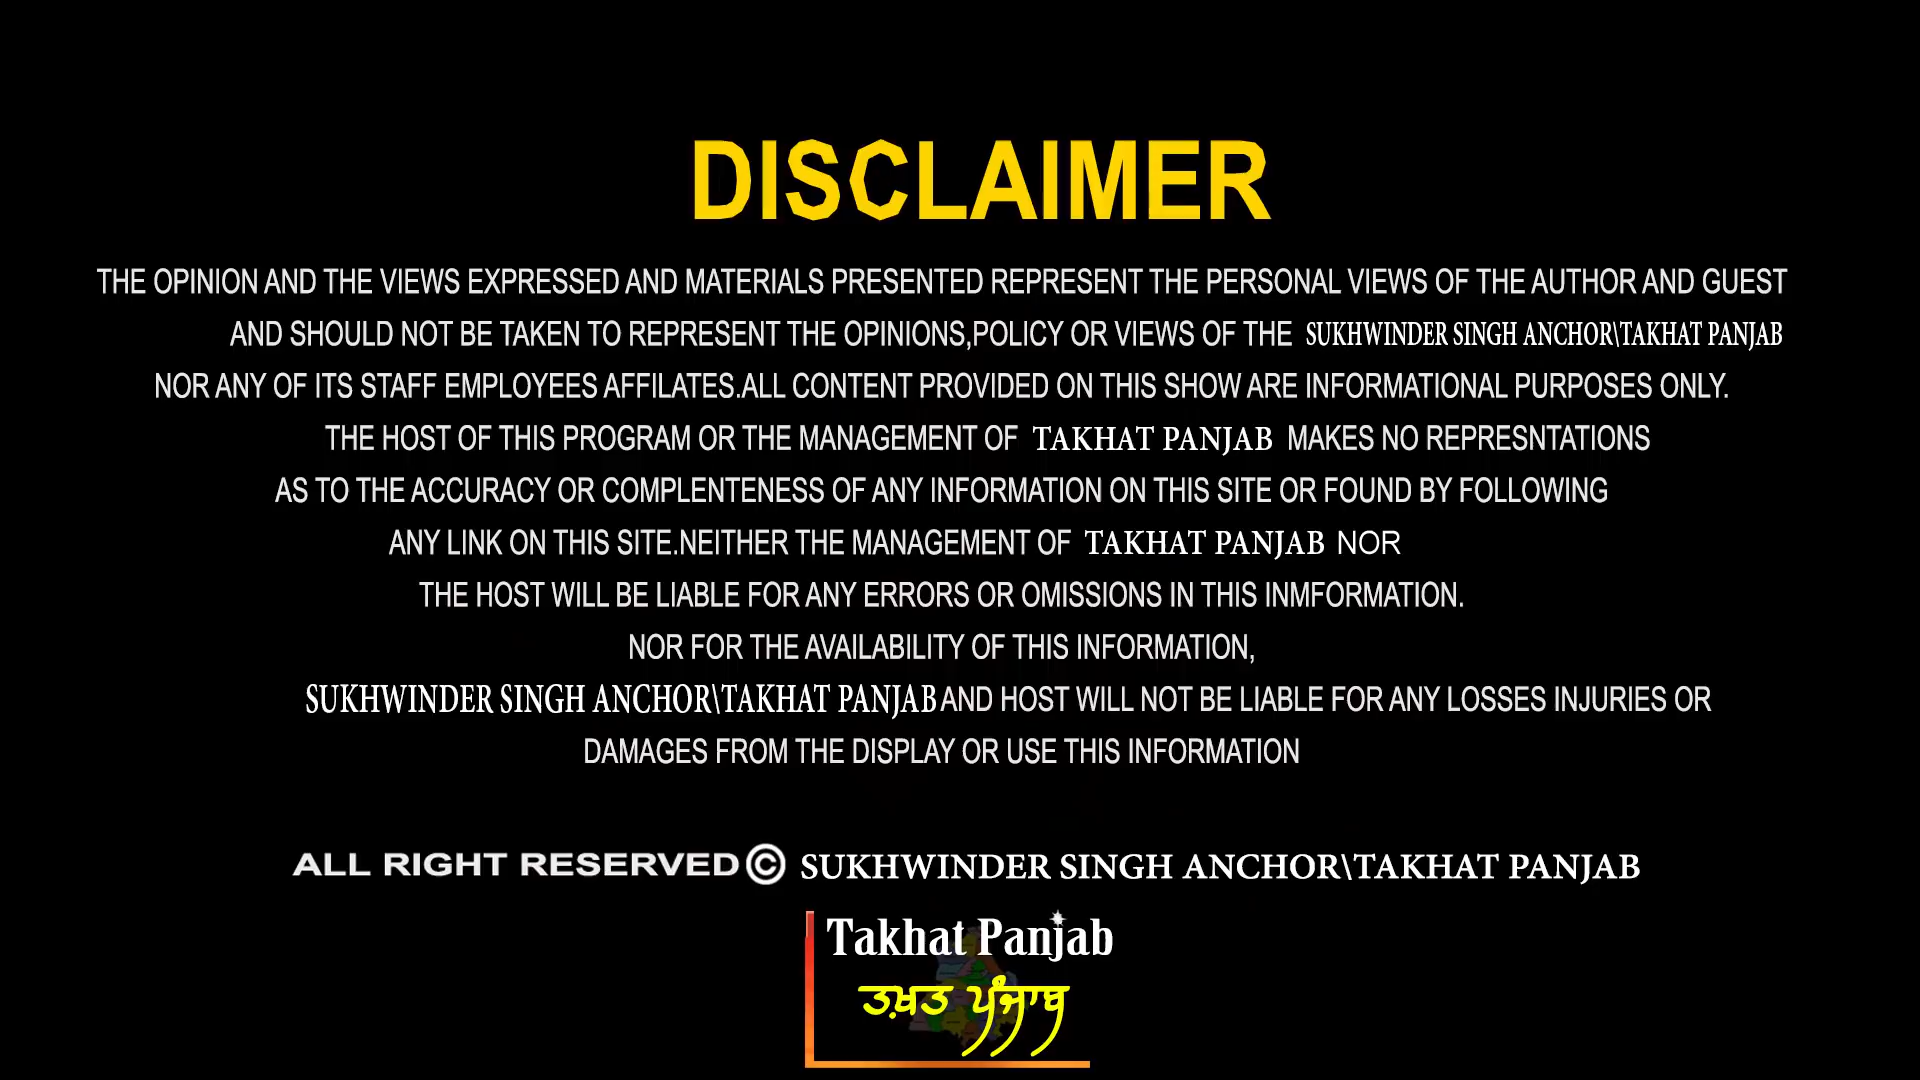 DISCLAIMER
THE OPINION AND THE VIEWS EXPRESSED AND MATERIALS PRESENTED REPRESENT THE PERSONAL VIEWS OF THE AUTHOR AND GUEST
AND SHOULD NOT BE TAKEN TO REPRESENT THE OPINIONS,POLICY OR VIEWS OF THE SUKHWINDER SINGH ANCHOR\TAKHAT PANJAB
NOR ANY OF ITS STAFF EMPLOYEES AFFILATES.ALL CONTENT PROVIDED ON THIS SHOW ARE INFORMATIONAL PURPOSES ONLY.
THE HOST OF THIS PROGRAM OR THE MANAGEMENT OF TAKHAT PANJAB MAKES NO REPRESNTATIONS
AS TO THE ACCURACY OR COMPLENTENESS OF ANY INFORMATION ON THIS SITE OR FOUND BY FOLLOWING
ANY LINK ON THIS SITE.NEITHER THE MANAGEMENT OF TAKHAT PANJAB NOR
THE HOST WILL BE LIABLE FOR ANY ERRORS OR OMISSIONS IN THIS INMFORMATION.
NOR FOR THE AVAILABILITY OF THIS INFORMATION,
SUKHWINDER SINGH ANCHOR\TAKHAT PANJAB AND HOST WILL NOT BE LIABLE FOR ANY LOSSES INJURIES OR
DAMAGES FROM THE DISPLAY OR USE THIS INFORMATION
ALL RIGHT RESERVED © SUKHWINDER SINGH ANCHOR\TAKHAT PANJAB
Takhat Panjab
ਤਖ਼ਤ ਪੰਜਾਬ